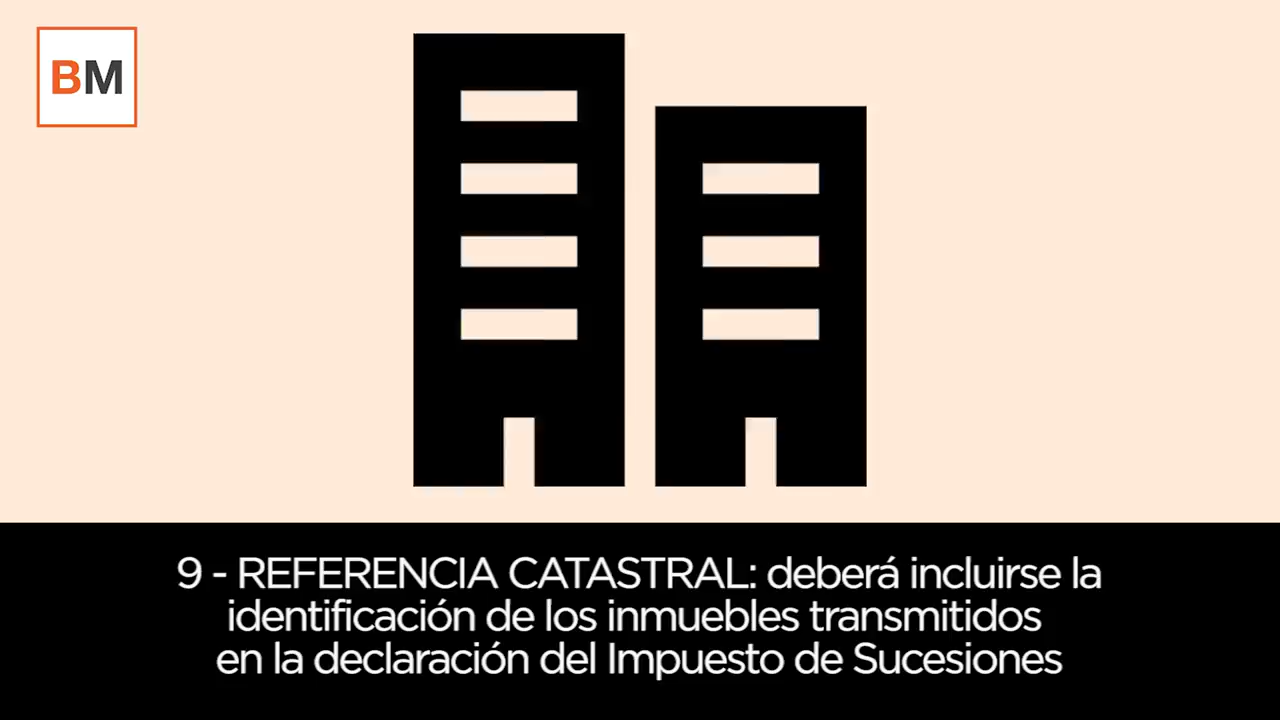 BM
9 - REFERENCIA CATASTRAL: deberá incluirse la
identificación de los inmuebles transmitidos
en la declaración del Impuesto de Sucesiones